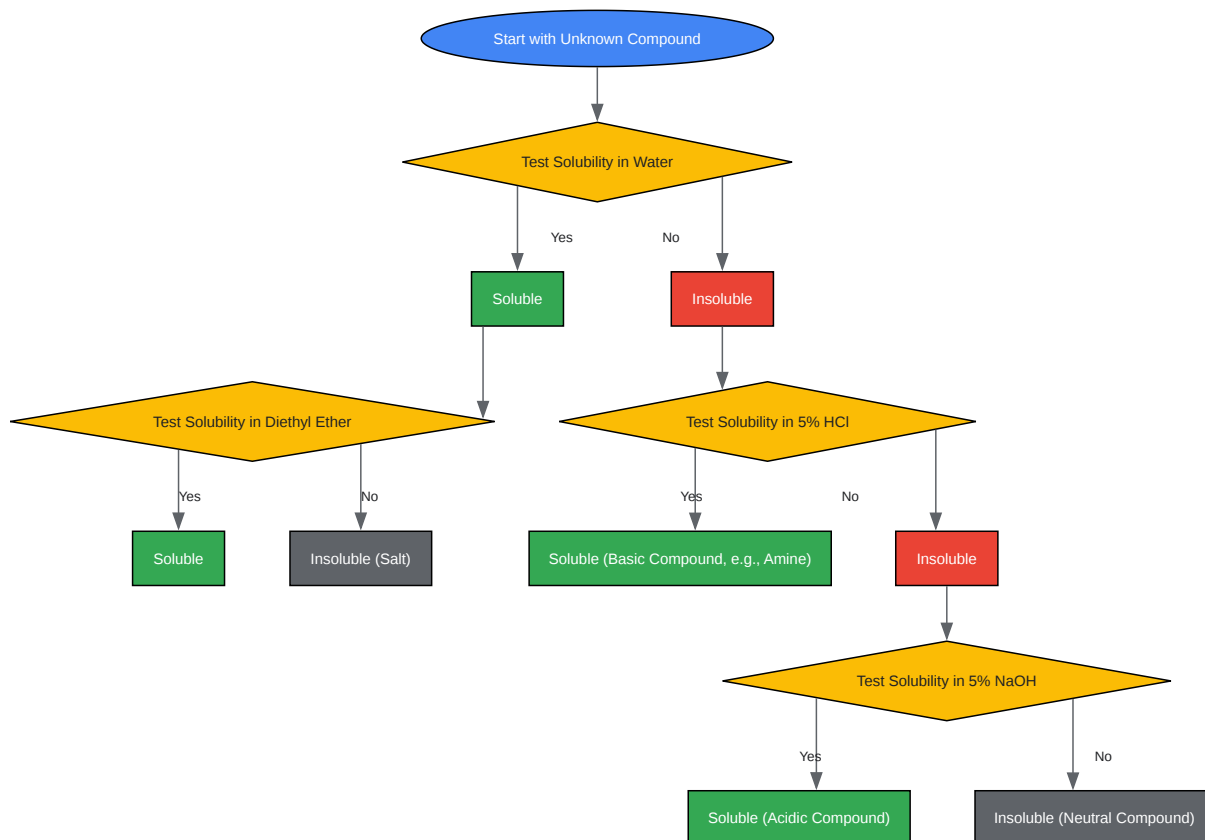 Start with Unknown Compound
Test Solubility in Water
Yes
No
Soluble
Insoluble
Test Solubility in Diethyl Ether
Test Solubility in 5% HCl
Yes
No
Yes
No
Soluble
Insoluble (Salt)
Soluble (Basic Compound, e.g., Amine)
Insoluble
Test Solubility in 5% NaOH
Yes
No
Soluble (Acidic Compound)
Insoluble (Neutral Compound)